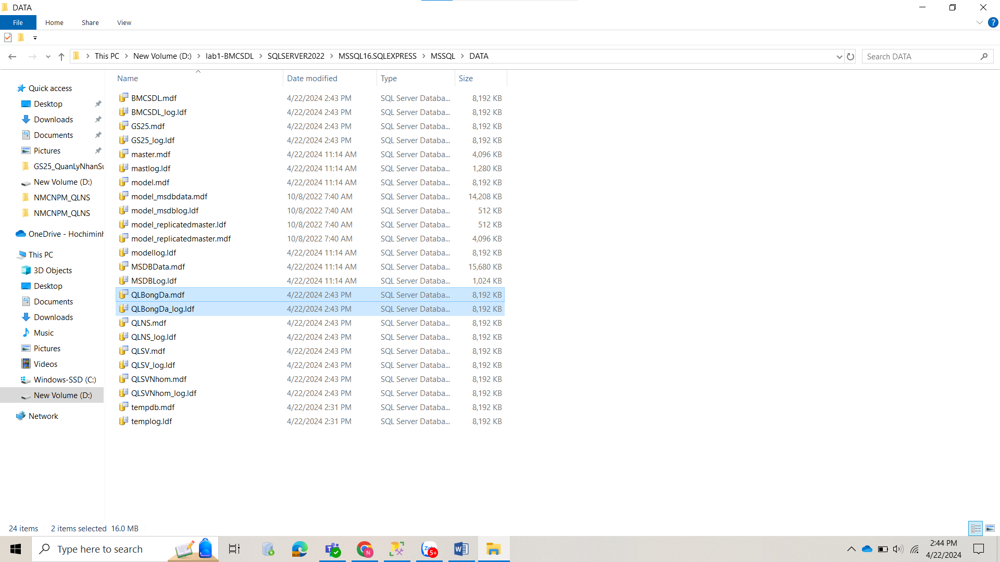 DATA
File Home Share View
This PC New Volume (D:) lab1-BMCSDL SQLSERVER2022 MSSQL16.SQLEXPRESS MSSQL DATA
Search DATA
Name Date modified Type Size
Quick access
Desktop
Downloads
Documents
Pictures
GS25_QuanLyNhanSu
New Volume (D:)
NMCNPM_QLNS
NMCNPM_QLNS
OneDrive - Hochiminh
This PC
3D Objects
Desktop
Documents
Downloads
Music
Pictures
Videos
Windows-SSD (C:)
New Volume (D:)
Network
BMCSDL.mdf 4/22/2024 2:43 PM SQL Server Databa... 8,192 KB
BMCSDL_log.ldf 4/22/2024 2:43 PM SQL Server Databa... 8,192 KB
GS25.mdf 4/22/2024 2:43 PM SQL Server Databa... 8,192 KB
GS25_log.ldf 4/22/2024 2:43 PM SQL Server Databa... 8,192 KB
master.mdf 4/22/2024 11:14 AM SQL Server Databa... 4,096 KB
mastlog.ldf 4/22/2024 11:14 AM SQL Server Databa... 1,280 KB
model.mdf 4/22/2024 11:14 AM SQL Server Databa... 8,192 KB
model_msdbdata.mdf 10/8/2022 7:40 AM SQL Server Databa... 14,208 KB
model_msdblog.ldf 10/8/2022 7:40 AM SQL Server Databa... 512 KB
model_replicatedmaster.ldf 10/8/2022 7:40 AM SQL Server Databa... 512 KB
model_replicatedmaster.mdf 10/8/2022 7:40 AM SQL Server Databa... 4,096 KB
modellog.ldf 4/22/2024 11:14 AM SQL Server Databa... 8,192 KB
MSDBData.mdf 4/22/2024 11:14 AM SQL Server Databa... 15,680 KB
MSDBLog.ldf 4/22/2024 11:14 AM SQL Server Databa... 1,024 KB
QLBongDa.mdf 4/22/2024 2:43 PM SQL Server Databa... 8,192 KB
QLBongDa_log.ldf 4/22/2024 2:43 PM SQL Server Databa... 8,192 KB
QLNS.mdf 4/22/2024 2:43 PM SQL Server Databa... 8,192 KB
QLNS_log.ldf 4/22/2024 2:43 PM SQL Server Databa... 8,192 KB
QLSV.mdf 4/22/2024 2:43 PM SQL Server Databa... 8,192 KB
QLSV_log.ldf 4/22/2024 2:43 PM SQL Server Databa... 8,192 KB
QLSVNhom.mdf 4/22/2024 2:43 PM SQL Server Databa... 8,192 KB
QLSVNhom_log.ldf 4/22/2024 2:43 PM SQL Server Databa... 8,192 KB
tempdb.mdf 4/22/2024 2:31 PM SQL Server Databa... 8,192 KB
templog.ldf 4/22/2024 2:31 PM SQL Server Databa... 8,192 KB
24 items 2 items selected 16.0 MB
Type here to search
5+
2:44 PM
4/22/2024